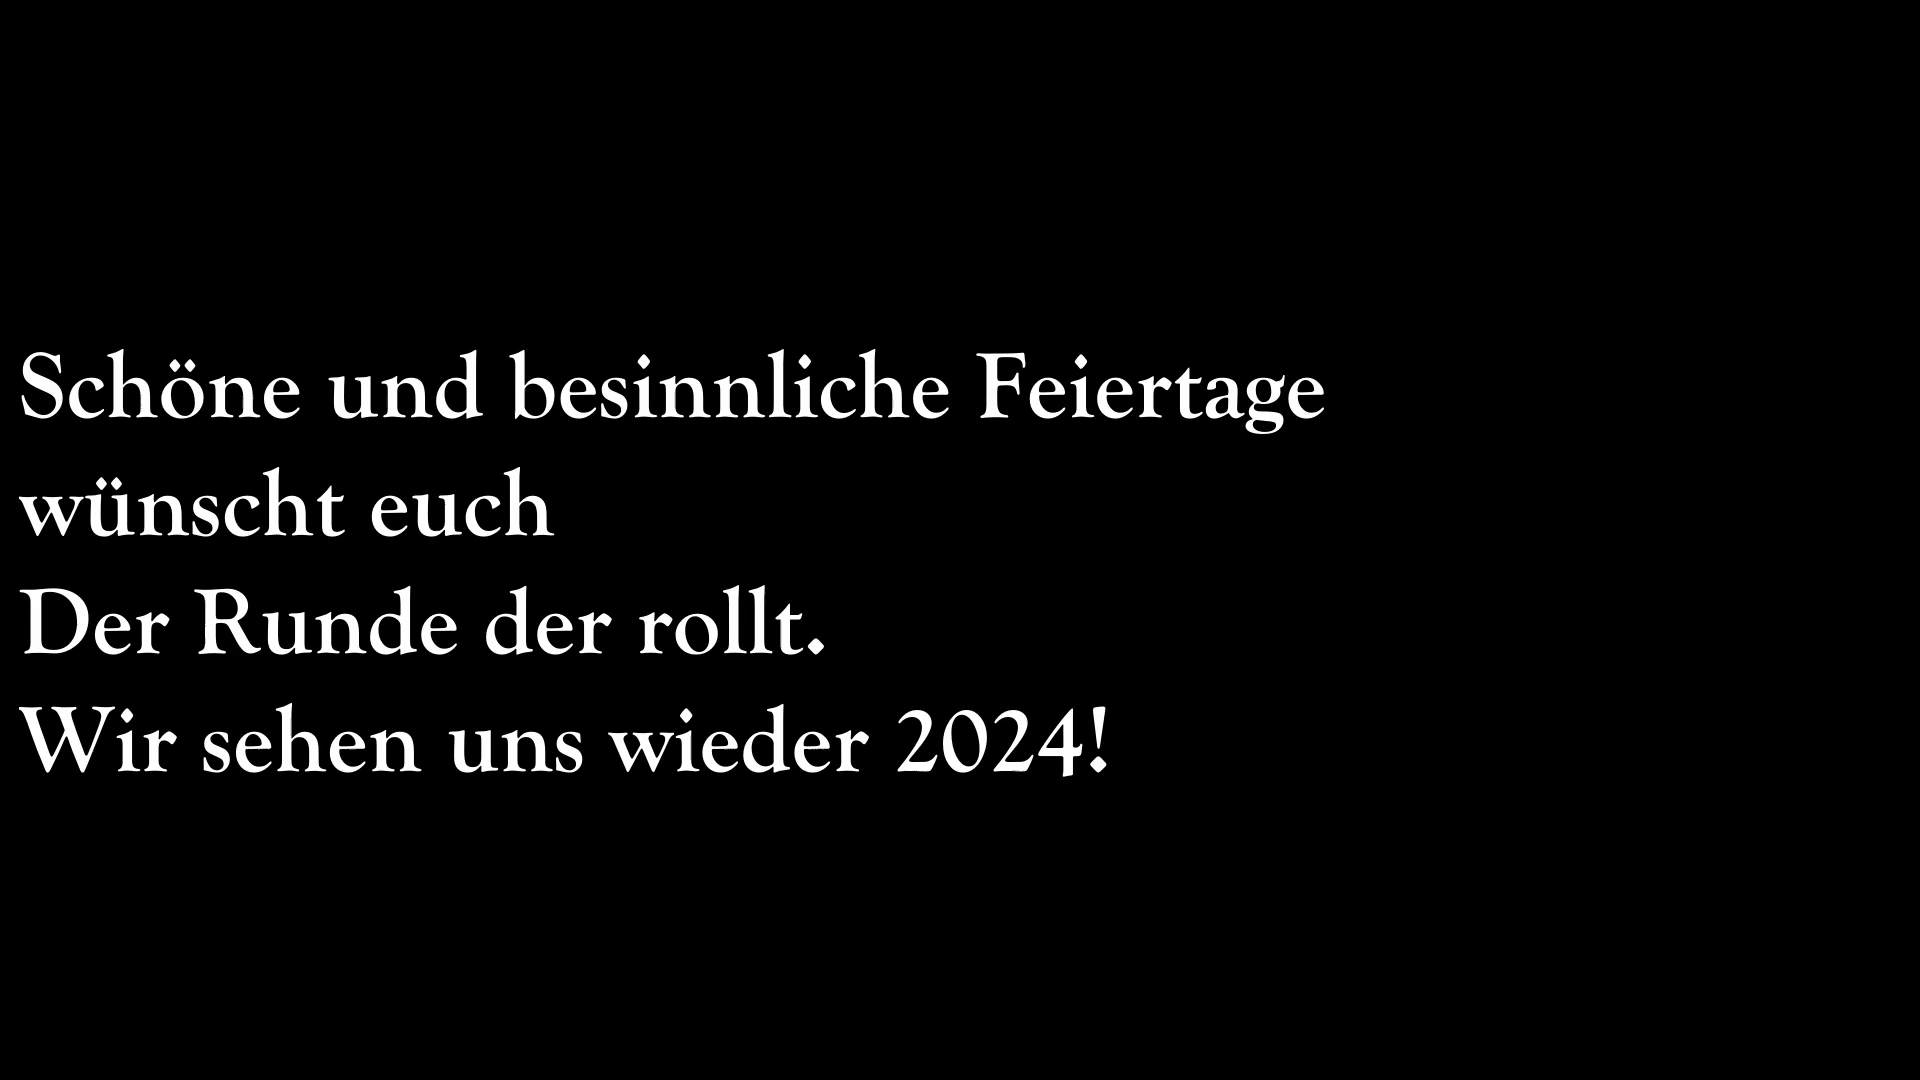 Schöne und besinnliche Feiertage
wünscht euch
Der Runde der rollt.
Wir sehen uns wieder 2024!